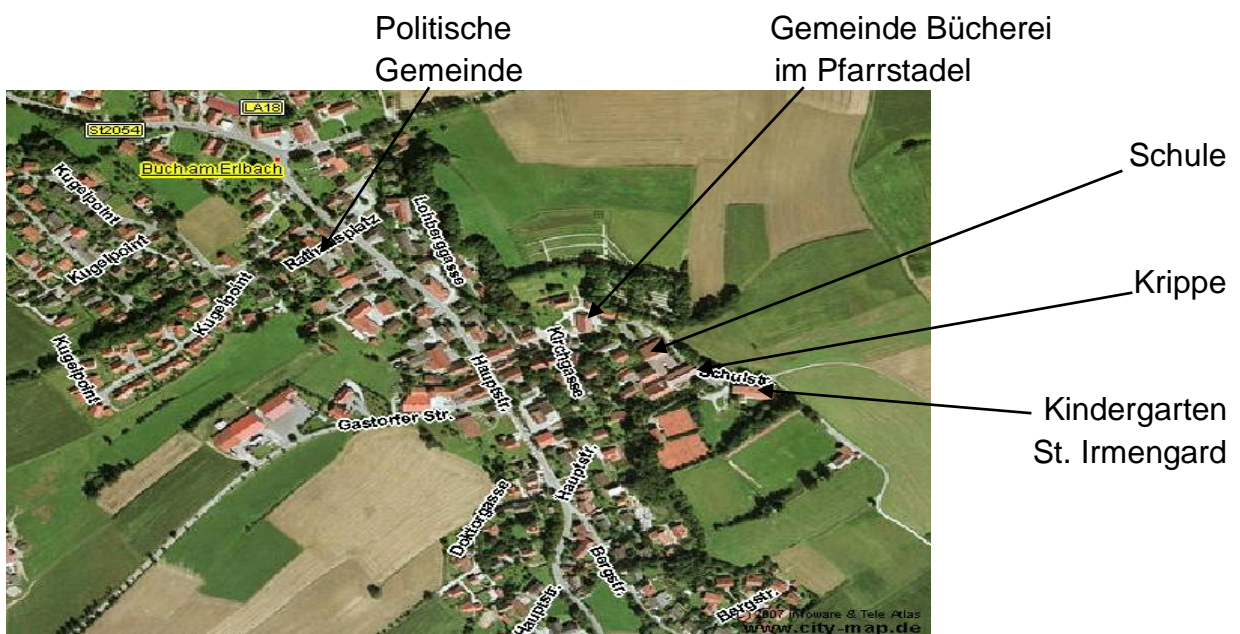 Politische
Gemeinde
Gemeinde Bücherei
im Pfarrstadel
Schule
Krippe
Kindergarten
St. Irmengard
LA18
St2054
Buch am Erlbach
Kugelpoint
Kugelpoint
Kugelpoint
Kugelpoint
Rathausplatz
Lohberggasse
Kirchgasse
Schulstr.
Hauptstr.
Gastorfer Str.
Hauptstr.
Doktorgasse
Bergstr.
Hauptstr.
Bergstr.
(C) 2007 Infoware & Tele Atlas
www.city-map.de